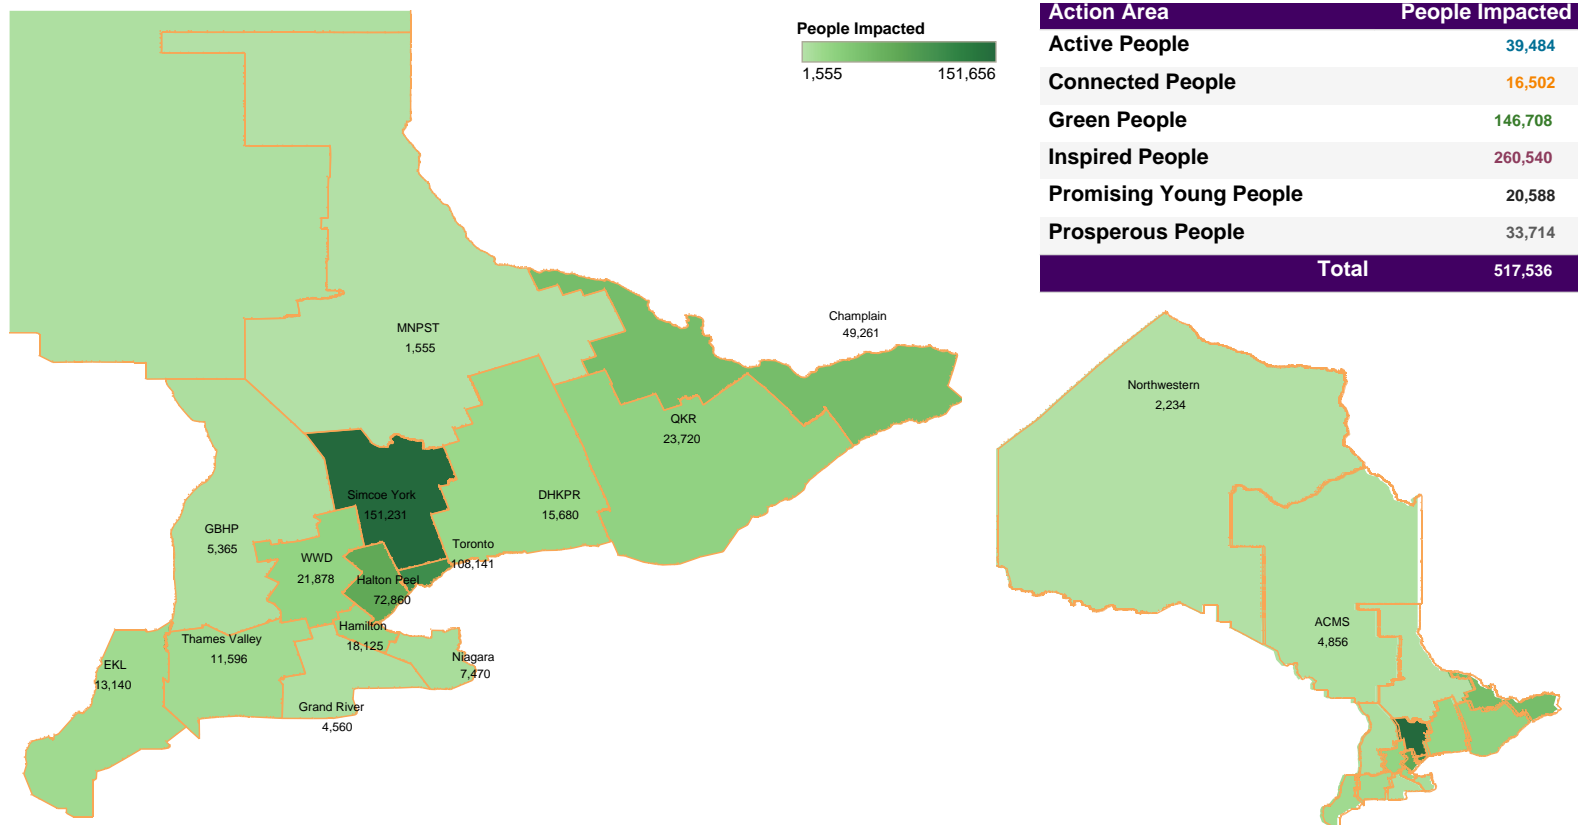 People Impacted
1,555 151,656
Action Area People Impacted
Active People 39,484
Connected People 16,502
Green People 146,708
Inspired People 260,540
Promising Young People 20,588
Prosperous People 33,714
Total 517,536
MNPST
1,555
Champlain
49,261
QKR
23,720
Simcoe York
151,231
DHKPR
15,680
GBHP
5,365
WWD
21,878
Toronto
108,141
Halton Peel
72,860
Hamilton
18,125
Thames Valley
11,596
Niagara
7,470
EKL
13,140
Grand River
4,560
Northwestern
2,234
ACMS
4,856